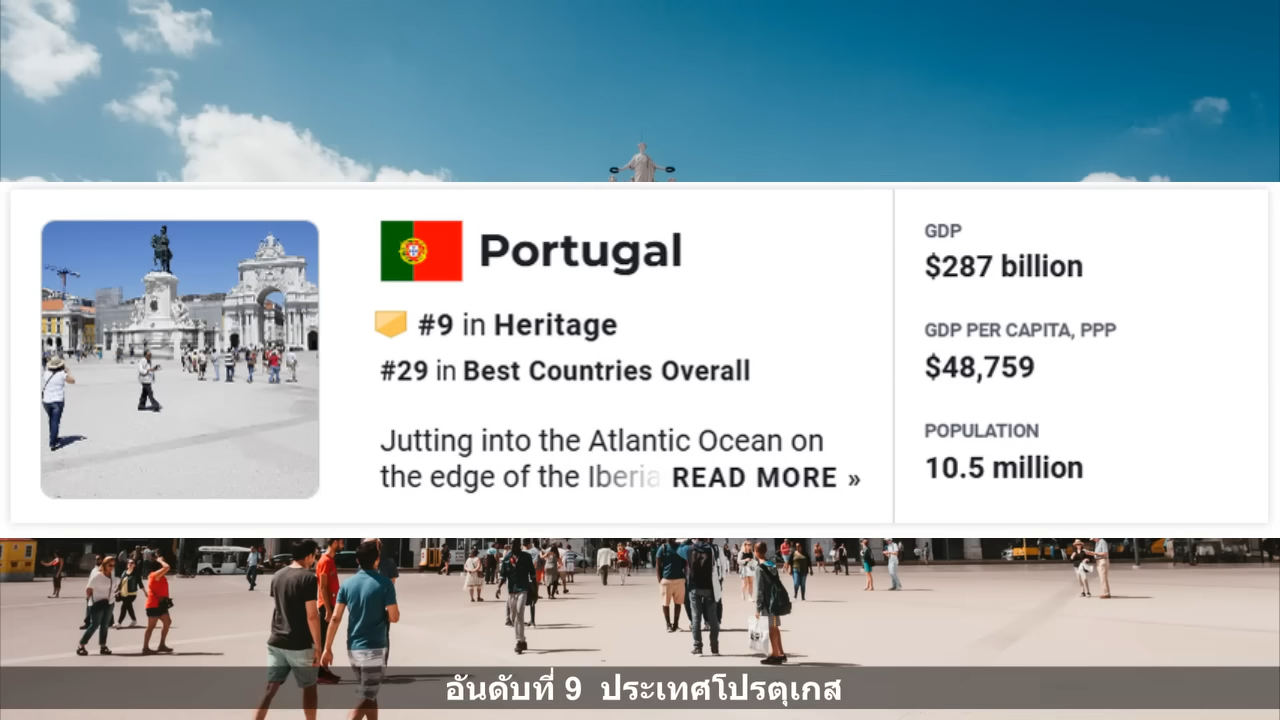 Portugal
#9 in Heritage
#29 in Best Countries Overall
Jutting into the Atlantic Ocean on
the edge of the Iberia READ MORE »
GDP
$287 billion
GDP PER CAPITA, PPP
$48,759
POPULATION
10.5 million
อันดับที่ 9 ประเทศโปรตุเกส